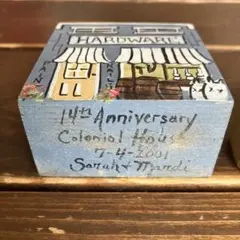 HARDWARE
14th Anniversary
Colonial House
7-4-2001
Sarah + Mardi